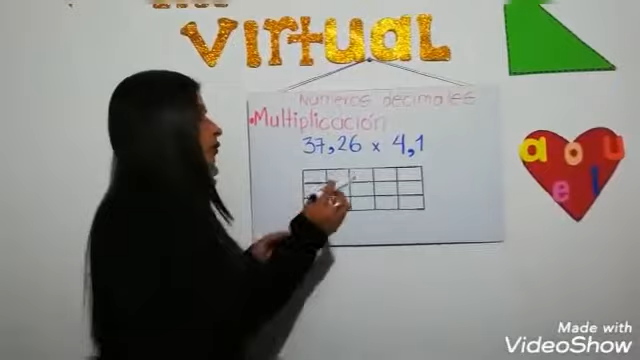 virtual
Números decimales
.Multiplicación
37,26 x 4,1
a o u
e i
Made with
VideoShow